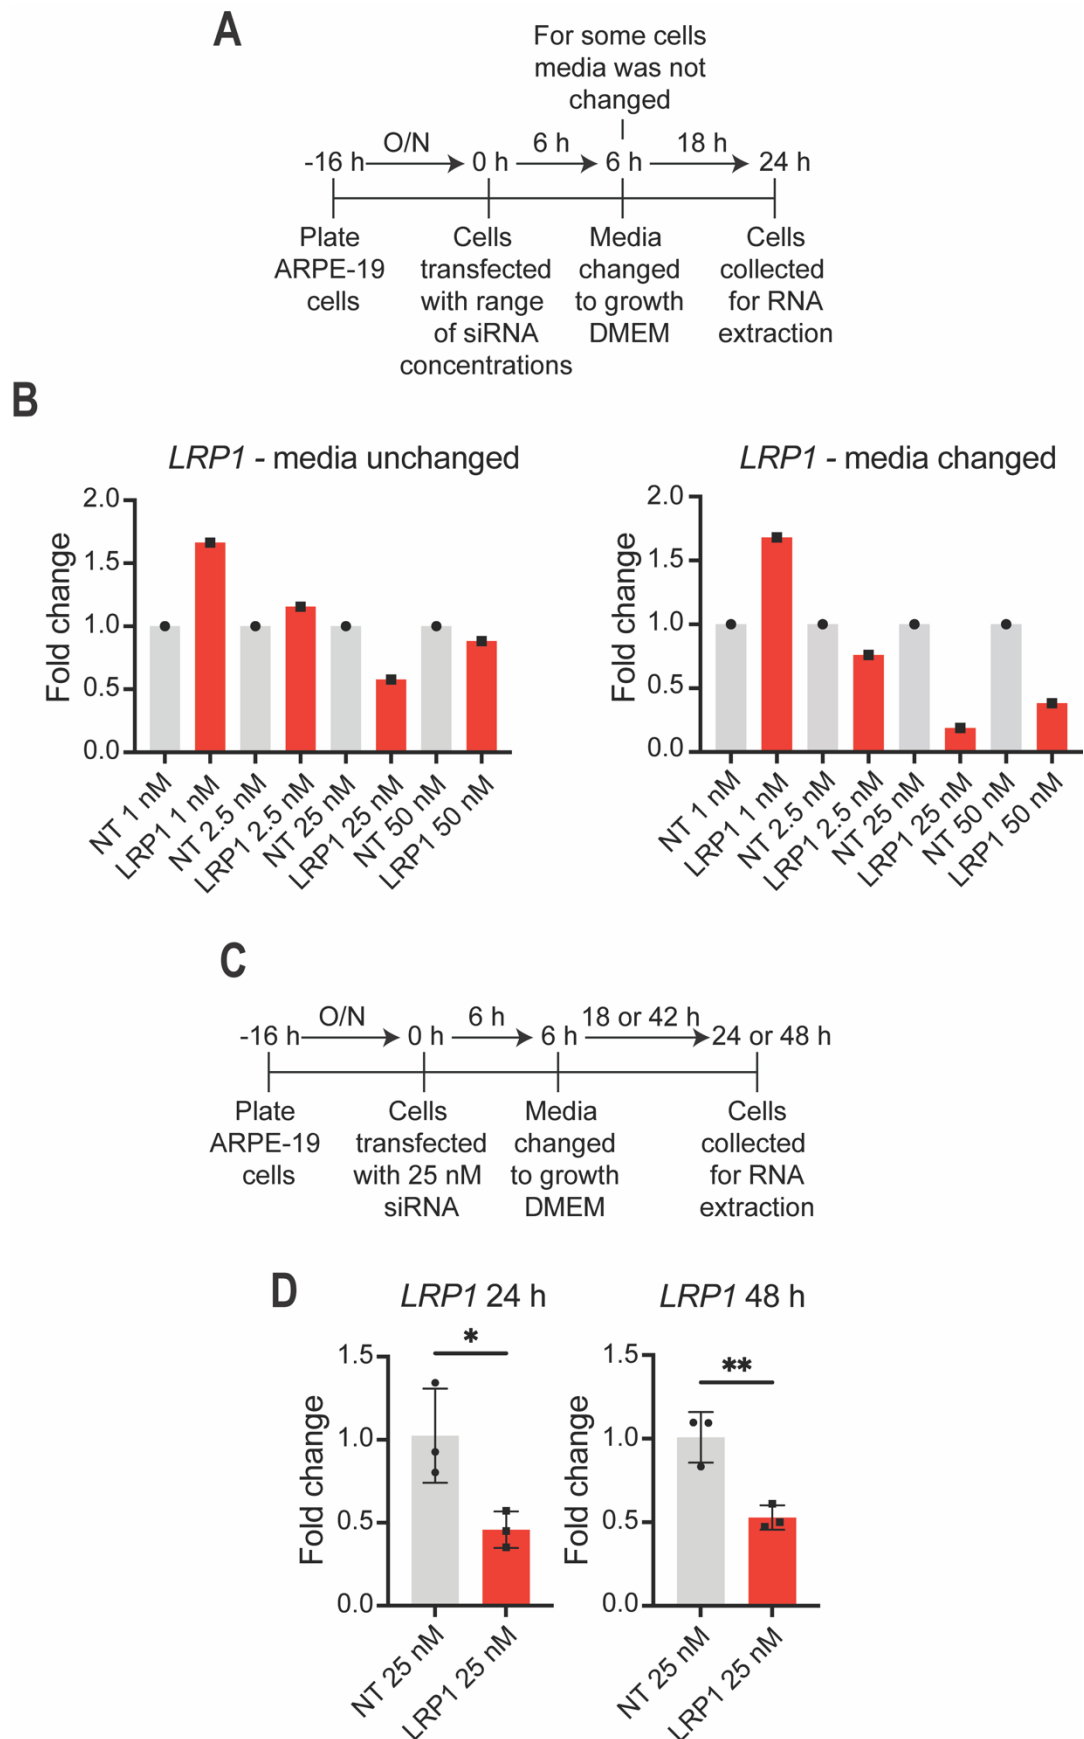 A
For some cells
media was not
changed
O/N
6 h
18 h
-16 h
0 h
6 h
24 h
Plate
ARPE-19
cells
Cells
transfected
with range
of siRNA
concentrations
Media
changed
to growth
DMEM
Cells
collected
for RNA
extraction
B
LRP1 - media unchanged
Fold change
2.0
1.5
1.0
0.5
0.0
NT 1 nM
LRP1 1 nM
NT 2.5 nM
LRP1 2.5 nM
NT 25 nM
LRP1 25 nM
NT 50 nM
LRP1 50 nM
LRP1 - media changed
Fold change
2.0
1.5
1.0
0.5
0.0
NT 1 nM
LRP1 1 nM
NT 2.5 nM
LRP1 2.5 nM
NT 25 nM
LRP1 25 nM
NT 50 nM
LRP1 50 nM
C
O/N
6 h
18 or 42 h
-16 h
0 h
6 h
24 or 48 h
Plate
ARPE-19
cells
Cells
transfected
with 25 nM
siRNA
Media
changed
to growth
DMEM
Cells
collected
for RNA
extraction
D
LRP1 24 h
*
Fold change
1.5
1.0
0.5
0.0
NT 25 nM
LRP1 25 nM
LRP1 48 h
**
Fold change
1.5
1.0
0.5
0.0
NT 25 nM
LRP1 25 nM